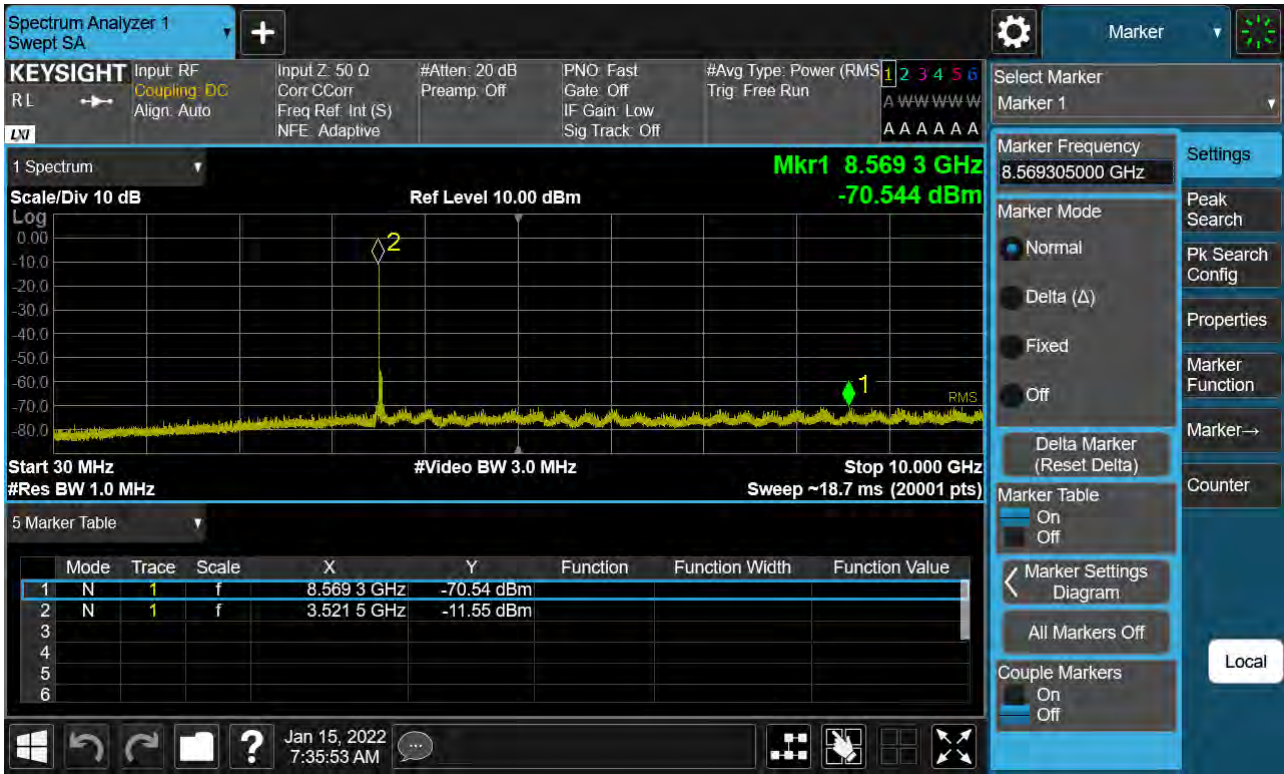 Spectrum Analyzer 1
Swept SA
Marker
KEYSIGHT
RL
LXI
Input: RF
Coupling: DC
Align: Auto
Input Z: 50 Ω
Corr CCorr
Freq Ref: Int (S)
NFE: Adaptive
#Atten: 20 dB
Preamp: Off
PNO: Fast
Gate: Off
IF Gain: Low
Sig Track: Off
#Avg Type: Power (RMS
Trig: Free Run
1 2 3 4 5 6
A W W W W W
A A A A A A
Select Marker
Marker 1
1 Spectrum
Mkr1 8.569 3 GHz
-70.544 dBm
Scale/Div 10 dB
Ref Level 10.00 dBm
Log
0.00
-10.0
-20.0
-30.0
-40.0
-50.0
-60.0
-70.0
-80.0
2
1
RMS
Start 30 MHz
#Video BW 3.0 MHz
Stop 10.000 GHz
#Res BW 1.0 MHz
Sweep ~18.7 ms (20001 pts)
5 Marker Table
Mode Trace Scale X Y Function Function Width Function Value
1 N 1 f 8.569 3 GHz -70.54 dBm
2 N 1 f 3.521 5 GHz -11.55 dBm
3
4
5
6
Marker Frequency
8.569305000 GHz
Marker Mode
Normal
Delta (Δ)
Fixed
Off
Delta Marker
(Reset Delta)
Marker Table
On
Off
Marker Settings
Diagram
All Markers Off
Couple Markers
On
Off
Settings
Peak
Search
Pk Search
Config
Properties
Marker
Function
Marker→
Counter
Local
Jan 15, 2022
7:35:53 AM